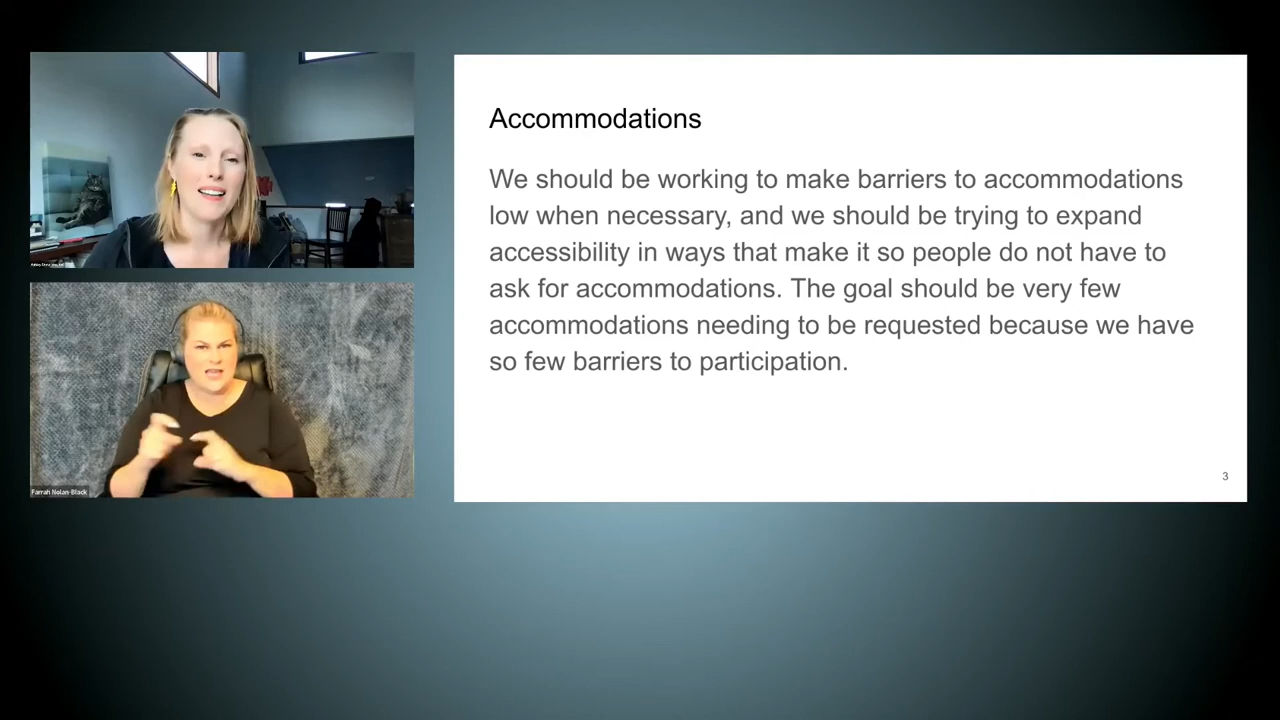 Accommodations
We should be working to make barriers to accommodations
low when necessary, and we should be trying to expand
accessibility in ways that make it so people do not have to
ask for accommodations. The goal should be very few
accommodations needing to be requested because we have
so few barriers to participation.
3
Farrah Nolan-Black